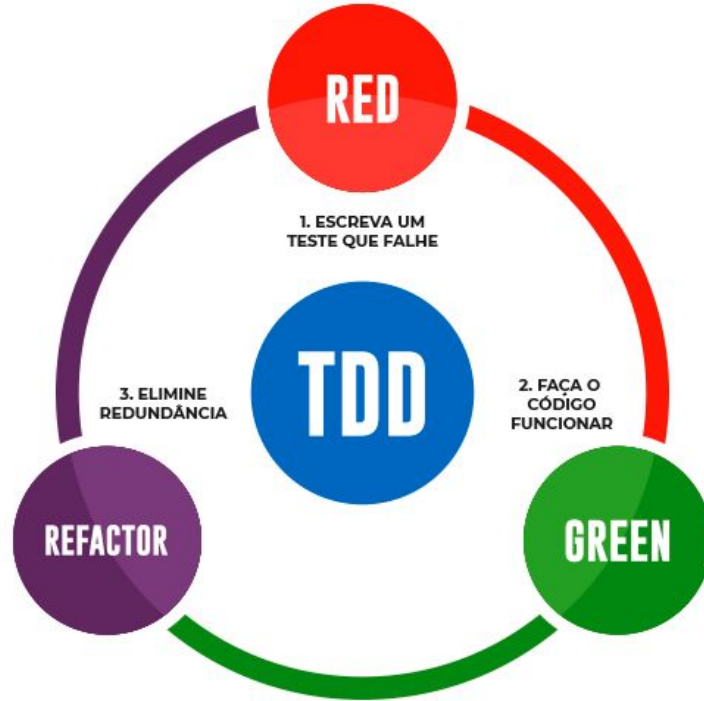 RED
1. ESCREVA UM
TESTE QUE FALHE
TDD
3. ELIMINE
REDUNDÂNCIA
2. FAÇA O
CÓDIGO
FUNCIONAR
REFACTOR
GREEN